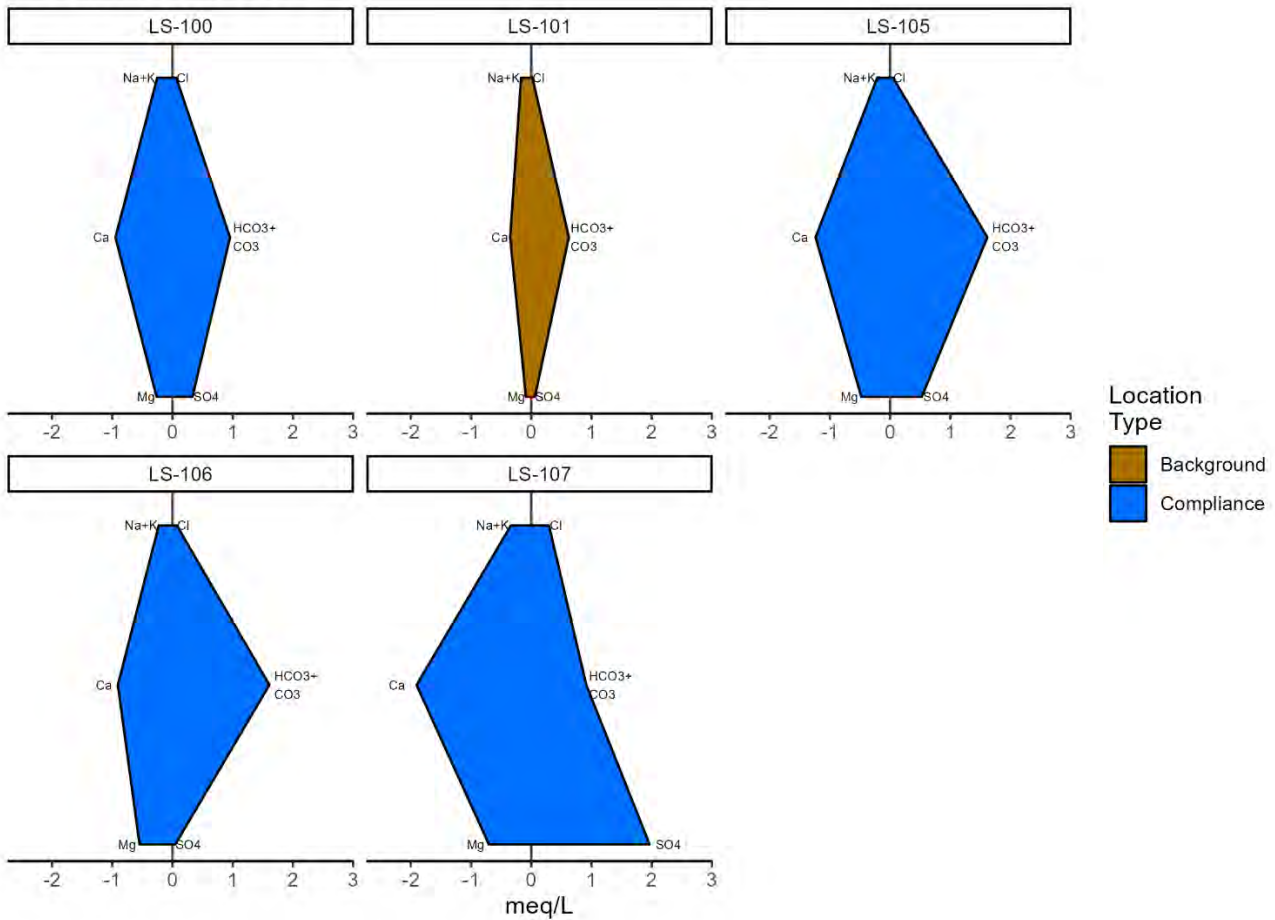 LS-100
LS-101
LS-105
Na+K Cl
Na+K Cl
Na+K Cl
Ca HCO3+
CO3
Ca HCO3+
CO3
Ca HCO3+
CO3
Mg SO4
Mg SO4
Mg SO4
-2 -1 0 1 2 3
-2 -1 0 1 2 3
-2 -1 0 1 2 3
Location
Type
Background
Compliance
LS-106
LS-107
Na+K Cl
Na+K Cl
Ca HCO3+
CO3
Ca HCO3+
CO3
Mg SO4
Mg SO4
-2 -1 0 1 2 3
-2 -1 0 1 2 3
meq/L